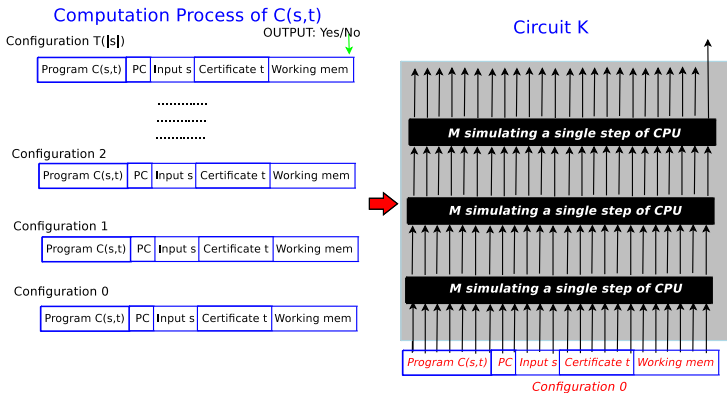 Computation Process of C(s,t)
Configuration T(|s|)
OUTPUT: Yes/No
Program C(s,t) PC Input s Certificate t Working mem
Configuration 2
Program C(s,t) PC Input s Certificate t Working mem
Configuration 1
Program C(s,t) PC Input s Certificate t Working mem
Configuration 0
Program C(s,t) PC Input s Certificate t Working mem
Circuit K
M simulating a single step of CPU
M simulating a single step of CPU
M simulating a single step of CPU
Program C(s,t) PC Input s Certificate t Working mem
Configuration 0